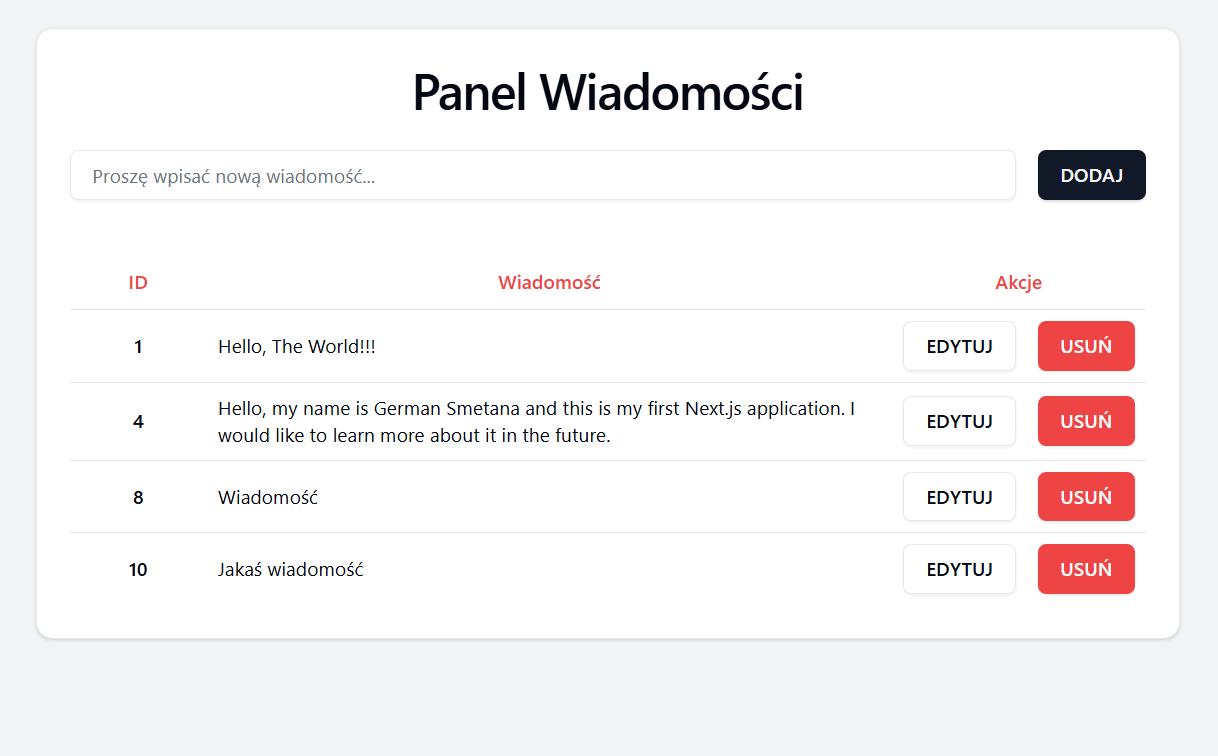 Panel Wiadomości
Proszę wpisać nową wiadomość...
DODAJ
ID Wiadomość Akcje
1 Hello, The World!!! EDYTUJ USUŃ
4 Hello, my name is German Smetana and this is my first Next.js application. I
would like to learn more about it in the future. EDYTUJ USUŃ
8 Wiadomość EDYTUJ USUŃ
10 Jakaś wiadomość EDYTUJ USUŃ